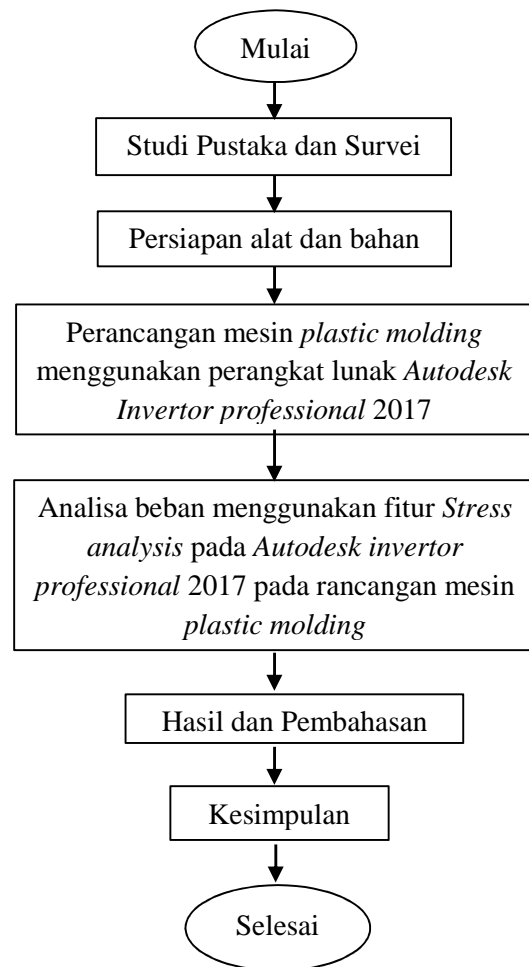 Mulai
Studi Pustaka dan Survei
Persiapan alat dan bahan
Perancangan mesin plastic molding
menggunakan perangkat lunak Autodesk
Invertor professional 2017
Analisa beban menggunakan fitur Stress
analysis pada Autodesk invertor
professional 2017 pada rancangan mesin
plastic molding
Hasil dan Pembahasan
Kesimpulan
Selesai